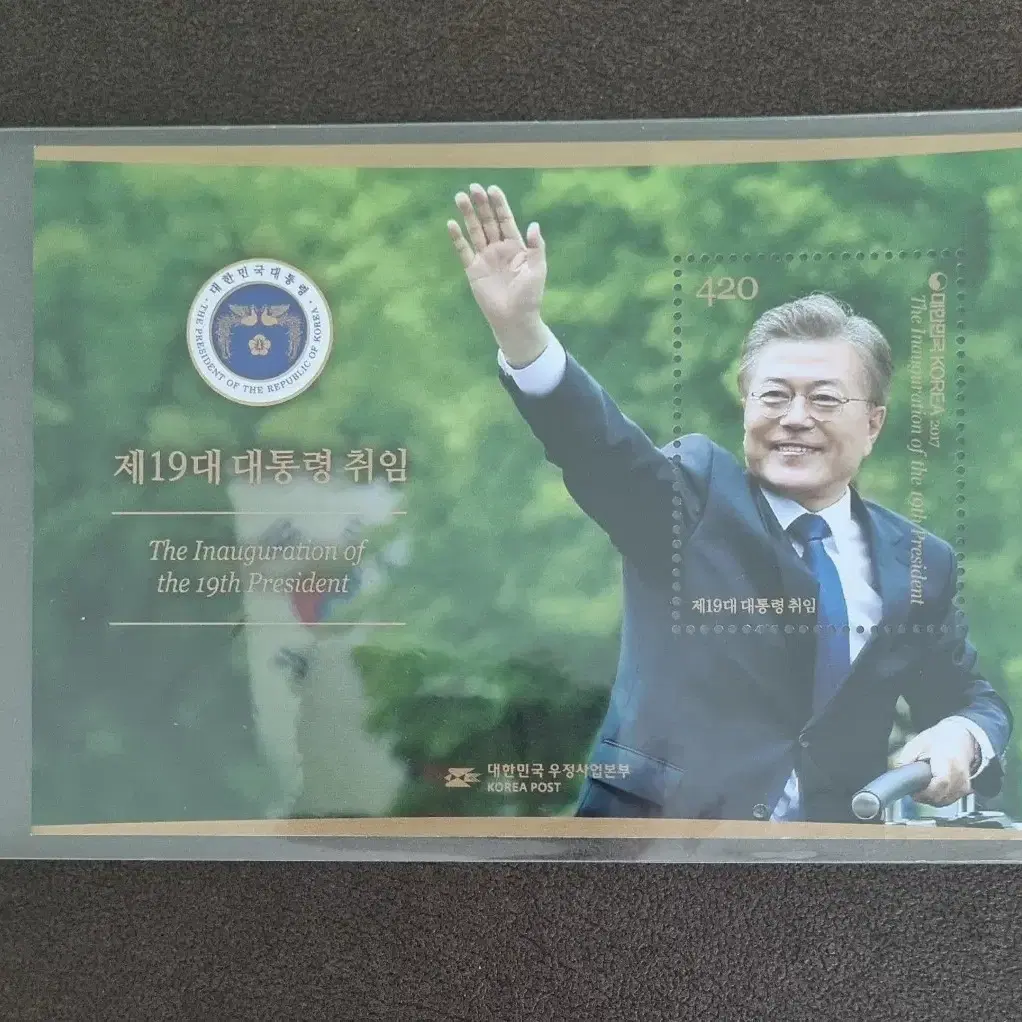 대한민국대통령
THE PRESIDENT OF THE REPUBLIC OF KOREA
제19대 대통령 취임
The Inauguration of
the 19th President
420
대한민국 KOREA 2017
The Inauguration of the 19th President
제19대 대통령 취임
대한민국 우정사업본부
KOREA POST